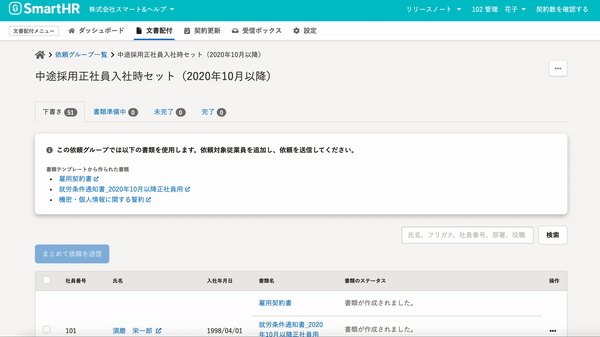 SmartHR 株式会社スマート&ヘルプ リリースノート 102 管理 花子 契約数を確認する
文書配付メニュー ダッシュボード 文書配付 契約更新 受信ボックス 設定
依頼グループ一覧 中途採用正社員入社時セット（2020年10月以降）
中途採用正社員入社時セット（2020年10月以降）
下書き 51 書類準備中 0 未完了 0 完了 0
この依頼グループでは以下の書類を使用します。依頼対象従業員を追加し、依頼を送信してください。
書類テンプレートから作られた書類
雇用契約書
就労条件通知書_2020年10月以降正社員用
機密・個人情報に関する誓約
氏名、フリガナ、社員番号、部署、役職 検索
まとめて依頼を送信
社員番号 氏名 入社年月日 書類名 書類のステータス 操作
雇用契約書 書類が作成されました。
101 須磨 栄一郎 1998/04/01 就労条件通知書_2020 書類が作成されました。
年10月以降正社員用